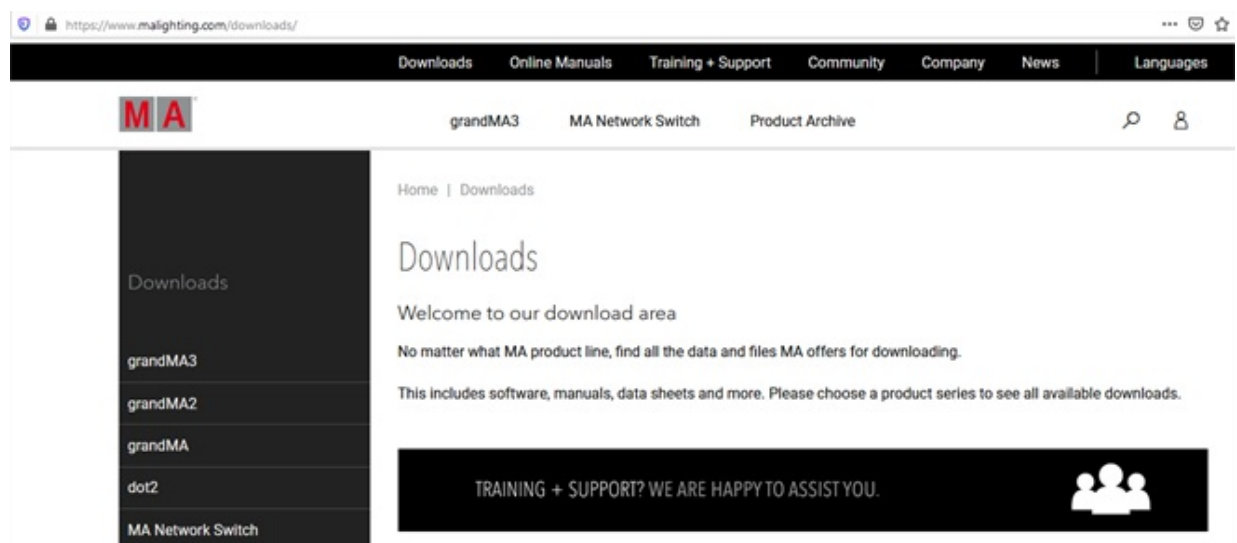 https://www.malighting.com/downloads/
Downloads Online Manuals Training + Support Community Company News Languages
MA
grandMA3 MA Network Switch Product Archive
Home | Downloads
Downloads
Downloads
Welcome to our download area
No matter what MA product line, find all the data and files MA offers for downloading.
This includes software, manuals, data sheets and more. Please choose a product series to see all available downloads.
grandMA3
grandMA2
grandMA
dot2
MA Network Switch
TRAINING + SUPPORT? WE ARE HAPPY TO ASSIST YOU.